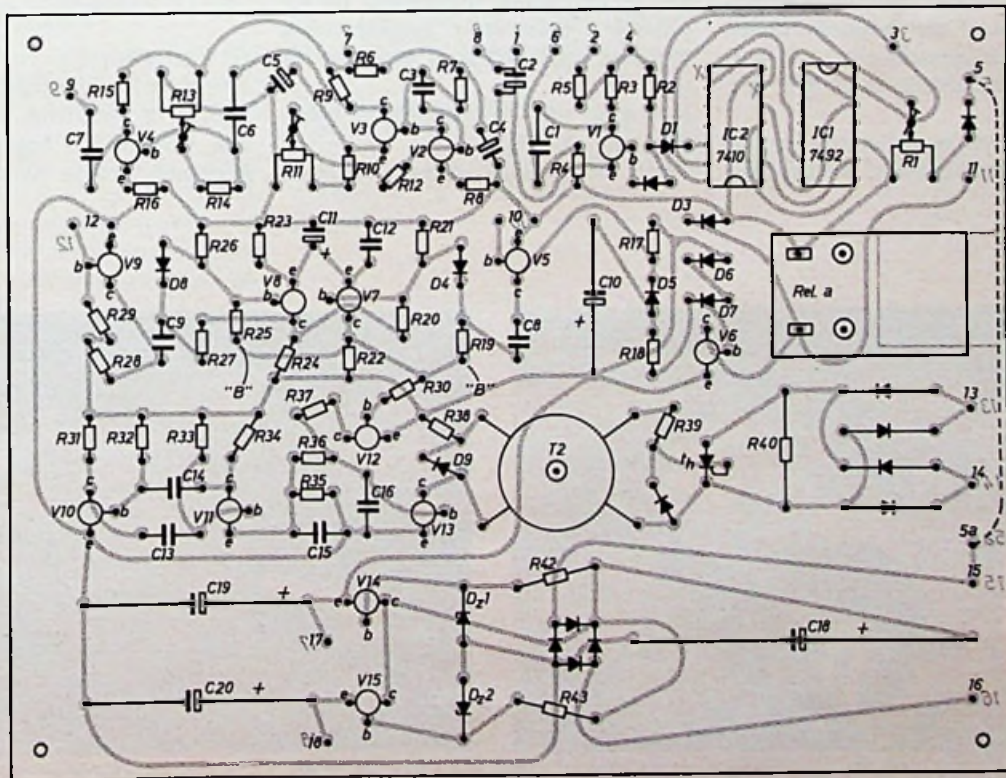 7 8 1 6 2 4 3
9 R15 R13 C5 R9 R6 C3 R7 C2 R5 R3 R2 5
C7 V4 C6 R11 V3 V2 C4 C1 V1 D1 IC2 7410 IC1 7492 R1
c b e c b e c b e c b e
R16 R14 R10 R12 R8 R4 11
12 R26 R23 C11 + C12 R21 10 D3
e b c V9 D8 V8 V7 D4 e b c V5 C10 + R17 D5 D6 D7 Rel. a
e b c e b c
R29 C9 R25 R20 C8 R18 c V6 b e
R28 R27 R24 R22 R19
"B" "B"
R31 R32 R33 R34 R37 R30 R38 R39 R40 13
b c e V12
R36 D9 T2 th
C14 R35 C16 14
c V10 b e c V11 b e c V13 b e
C13 C15 5a
R42 15
C19 + e V14 c b Dz1
17 C18 +
C20 + e V15 c b Dz2 R43 16
18